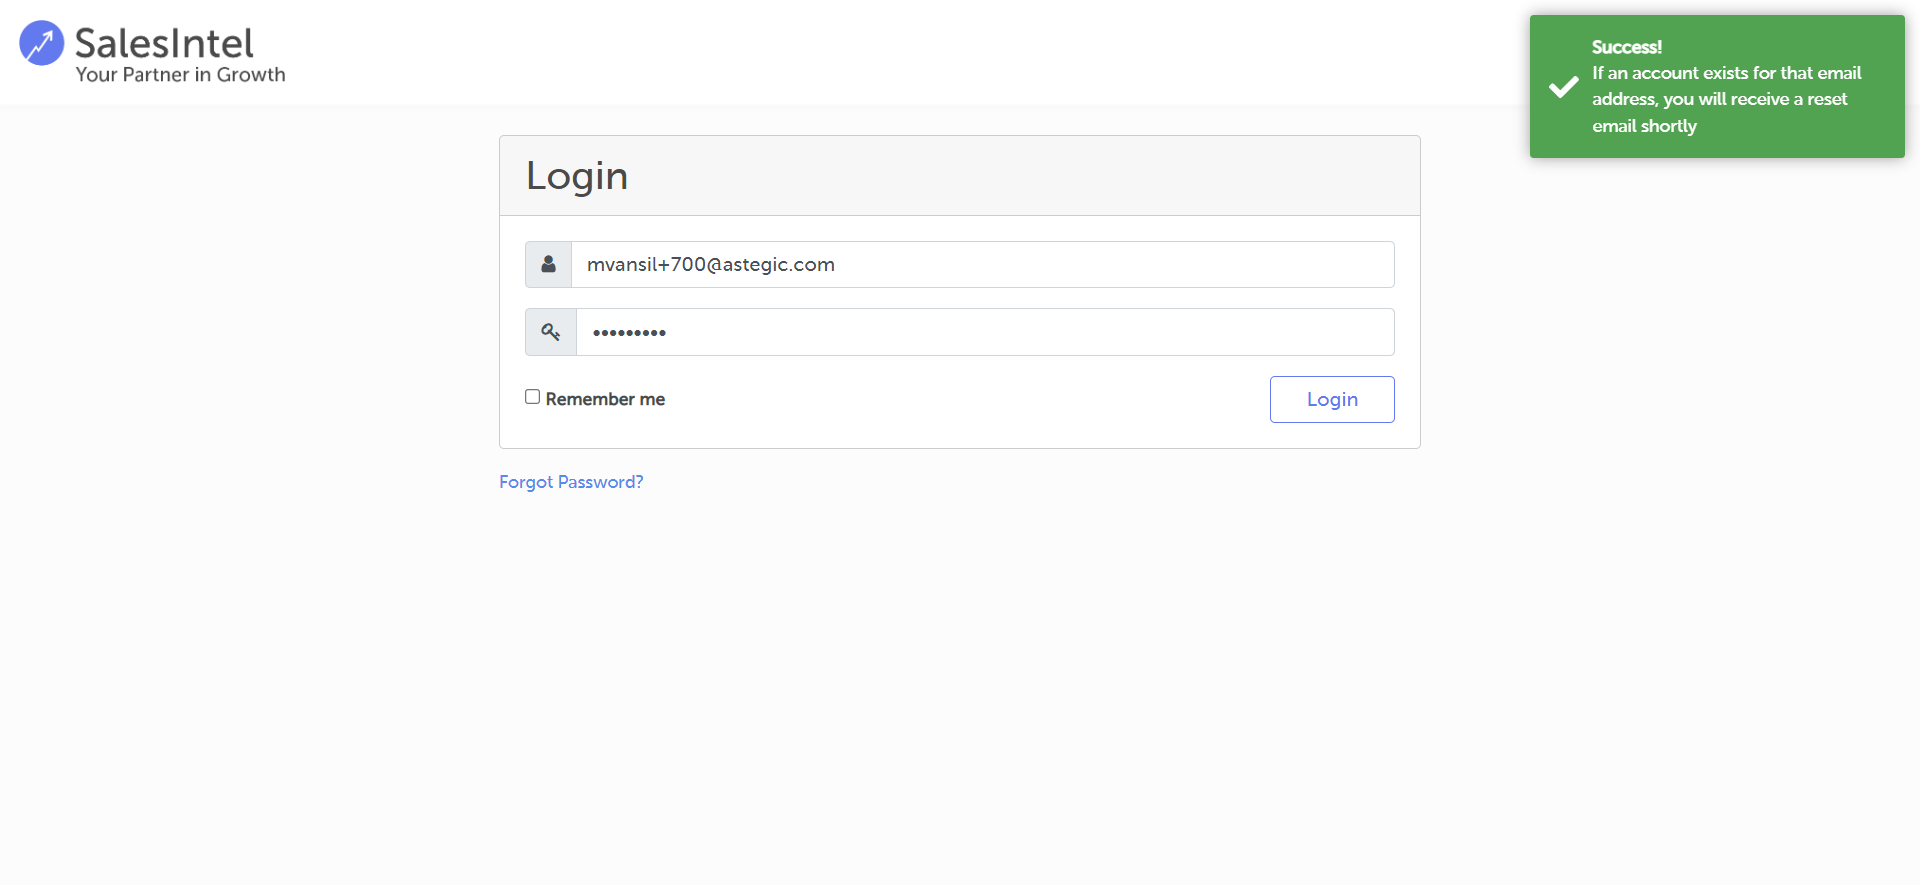 SalesIntel
Your Partner in Growth
Success!
If an account exists for that email
address, you will receive a reset
email shortly
Login
mvansil+700@astegic.com
•••••••••
Remember me
Login
Forgot Password?